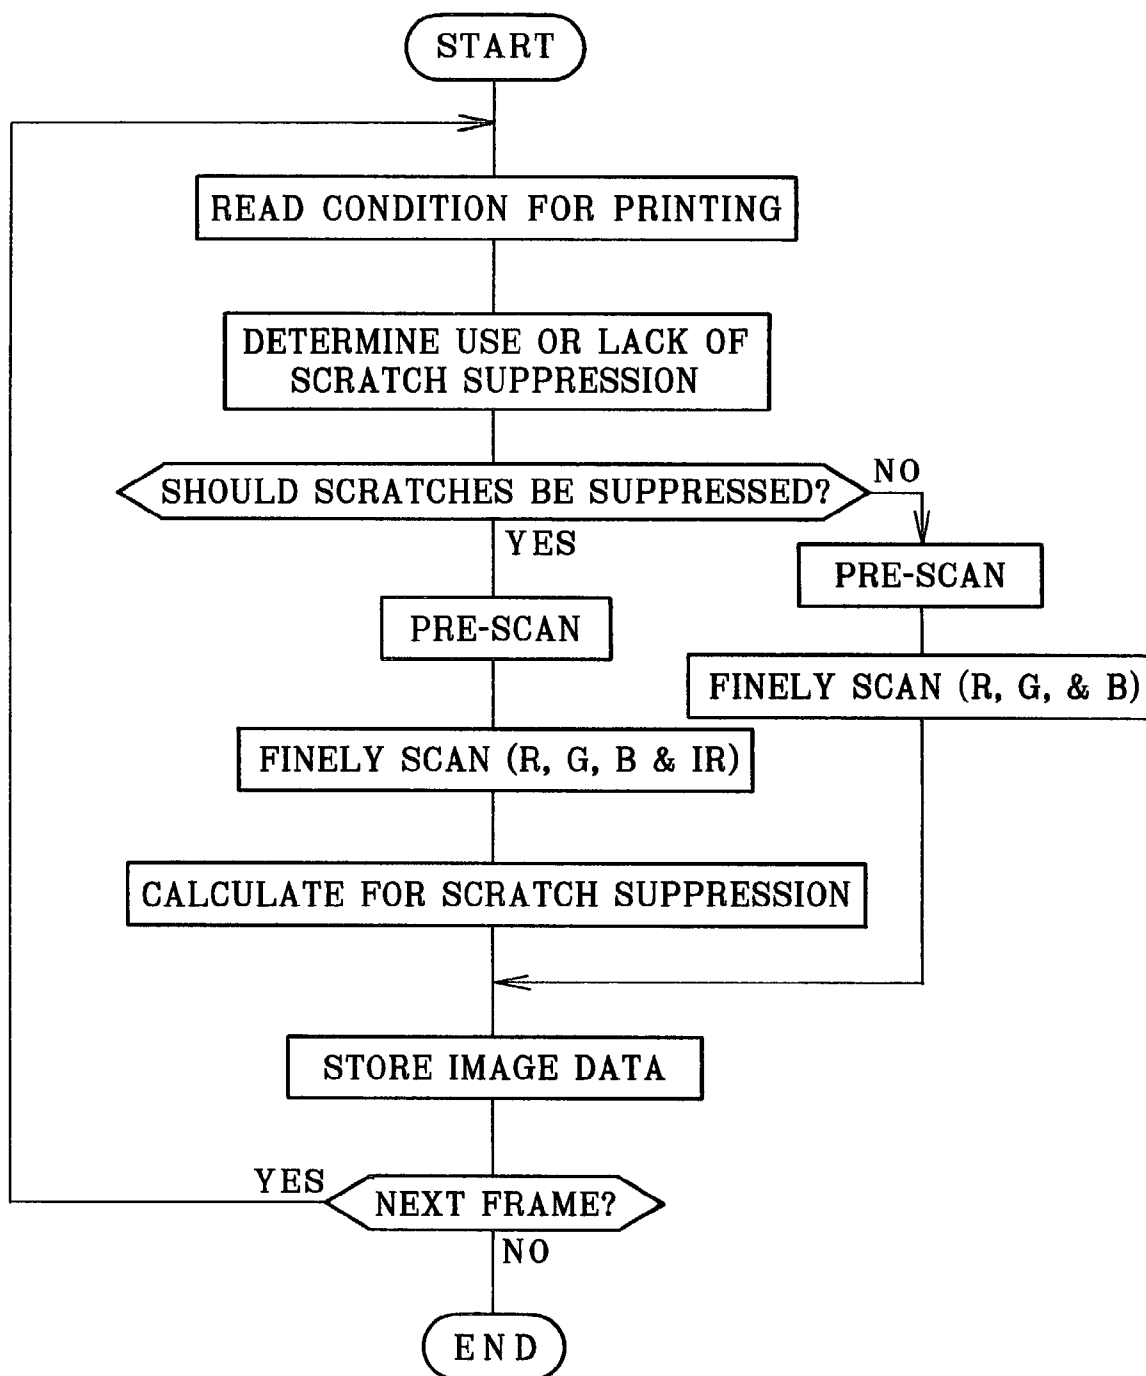 START
READ CONDITION FOR PRINTING
DETERMINE USE OR LACK OF
SCRATCH SUPPRESSION
SHOULD SCRATCHES BE SUPPRESSED?
NO
YES
PRE-SCAN
PRE-SCAN
FINELY SCAN (R, G, & B)
FINELY SCAN (R, G, B & IR)
CALCULATE FOR SCRATCH SUPPRESSION
STORE IMAGE DATA
YES
NEXT FRAME?
NO
END